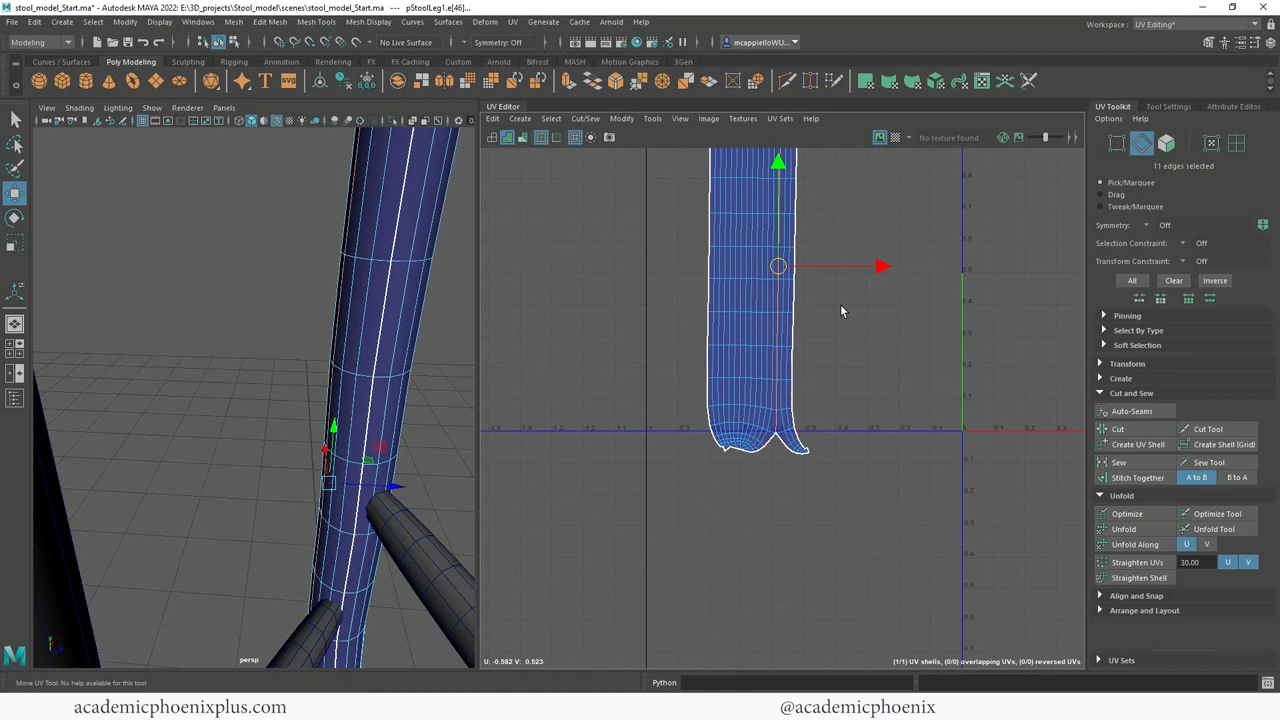 stool_model_Start.ma* - Autodesk MAYA 2022: E:\3D_projects\Stool_model\scenes\stool_model_Start.ma* --- pStoolLeg1.e[46]...
Workspace : UV Editing*
File Edit Create Select Modify Display Windows Mesh Edit Mesh Mesh Tools Mesh Display Curves Surfaces Deform UV Generate Cache Arnold Help
Modeling No Live Surface Symmetry: Off mcappielloWU...
Curves / Surfaces Poly Modeling Sculpting Rigging Animation Rendering FX FX Caching Custom Arnold Bifrost MASH Motion Graphics XGen
View Shading Lighting Show Renderer Panels
persp
UV Editor
Edit Create Select Cut/Sew Modify Tools View Image Textures UV Sets Help
No texture found
U: -0.582 V: 0.523
(1/1) UV shells, (0/0) overlapping UVs, (0/0) reversed UVs
UV Toolkit Tool Settings Attribute Editor
Options Help
11 edges selected
Pick/Marquee
Drag
Tweak/Marquee
Symmetry: Off
Selection Constraint: Off
Transform Constraint: Off
All Clear Inverse
Pinning
Select By Type
Soft Selection
Transform
Create
Cut and Sew
Auto-Seams
Cut Cut Tool
Create UV Shell Create Shell (Grid)
Sew Sew Tool
Stitch Together A to B B to A
Unfold
Optimize Optimize Tool
Unfold Unfold Tool
Unfold Along U V
Straighten UVs 30.00 U V
Straighten Shell
Align and Snap
Arrange and Layout
UV Sets
Move UV Tool: No help available for this tool
Python
academicphoenixplus.com
@academicphoenix